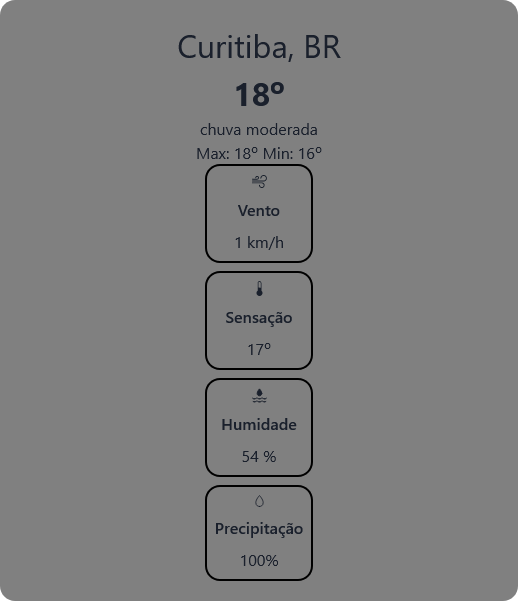 Curitiba, BR
18º
chuva moderada
Max: 18º Min: 16º
Vento
1 km/h
Sensação
17º
Humidade
54 %
Precipitação
100%